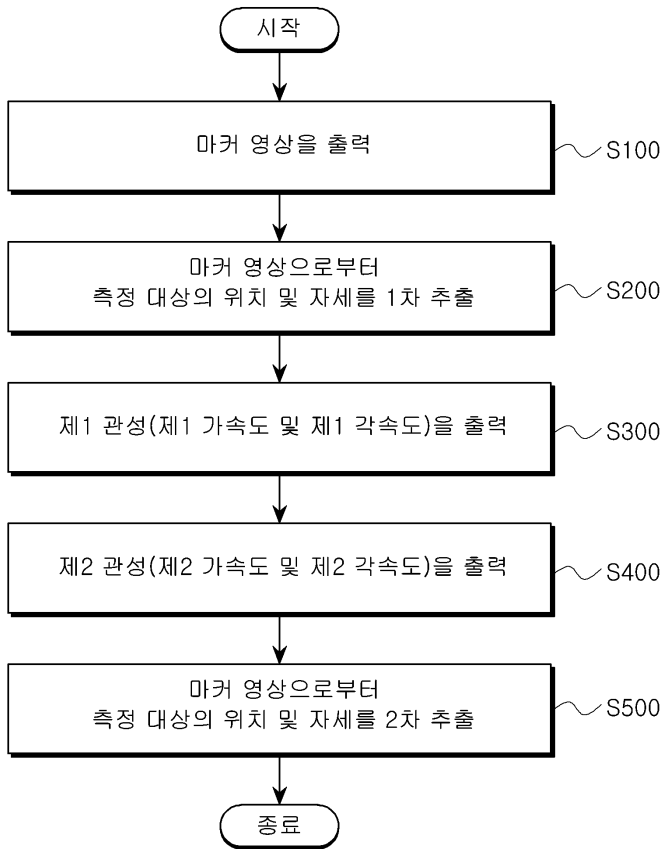 시작
마커 영상을 출력
S100
마커 영상으로부터
측정 대상의 위치 및 자세를 1차 추출
S200
제1 관성(제1 가속도 및 제1 각속도)을 출력
S300
제2 관성(제2 가속도 및 제2 각속도)을 출력
S400
마커 영상으로부터
측정 대상의 위치 및 자세를 2차 추출
S500
종료